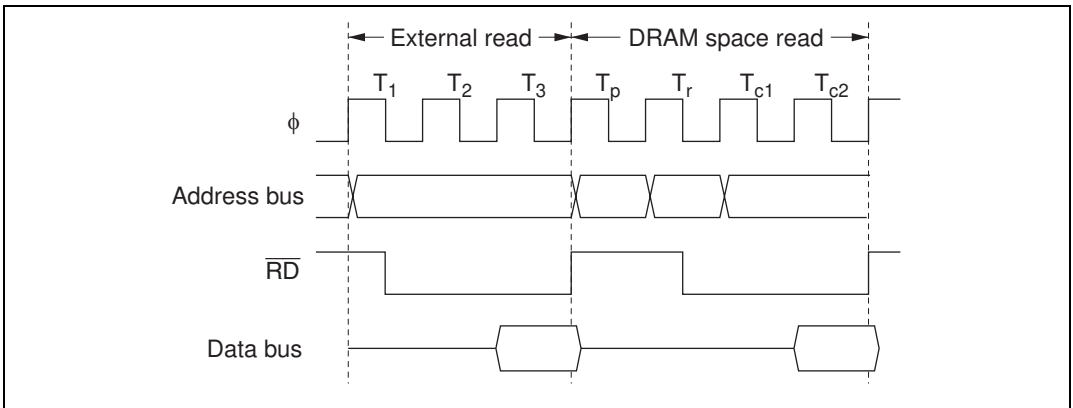 External read DRAM space read
T1 T2 T3 Tp Tr Tc1 Tc2
ϕ
Address bus
RD
Data bus